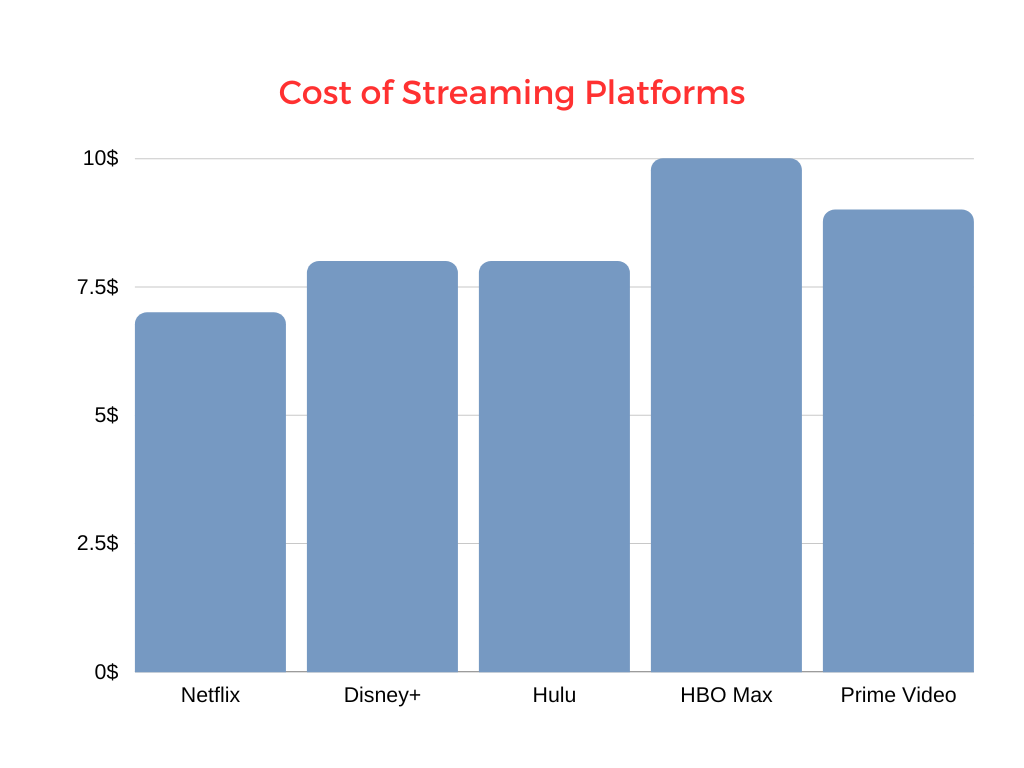 Cost of Streaming Platforms
10$
7.5$
5$
2.5$
0$
Netflix Disney+ Hulu HBO Max Prime Video